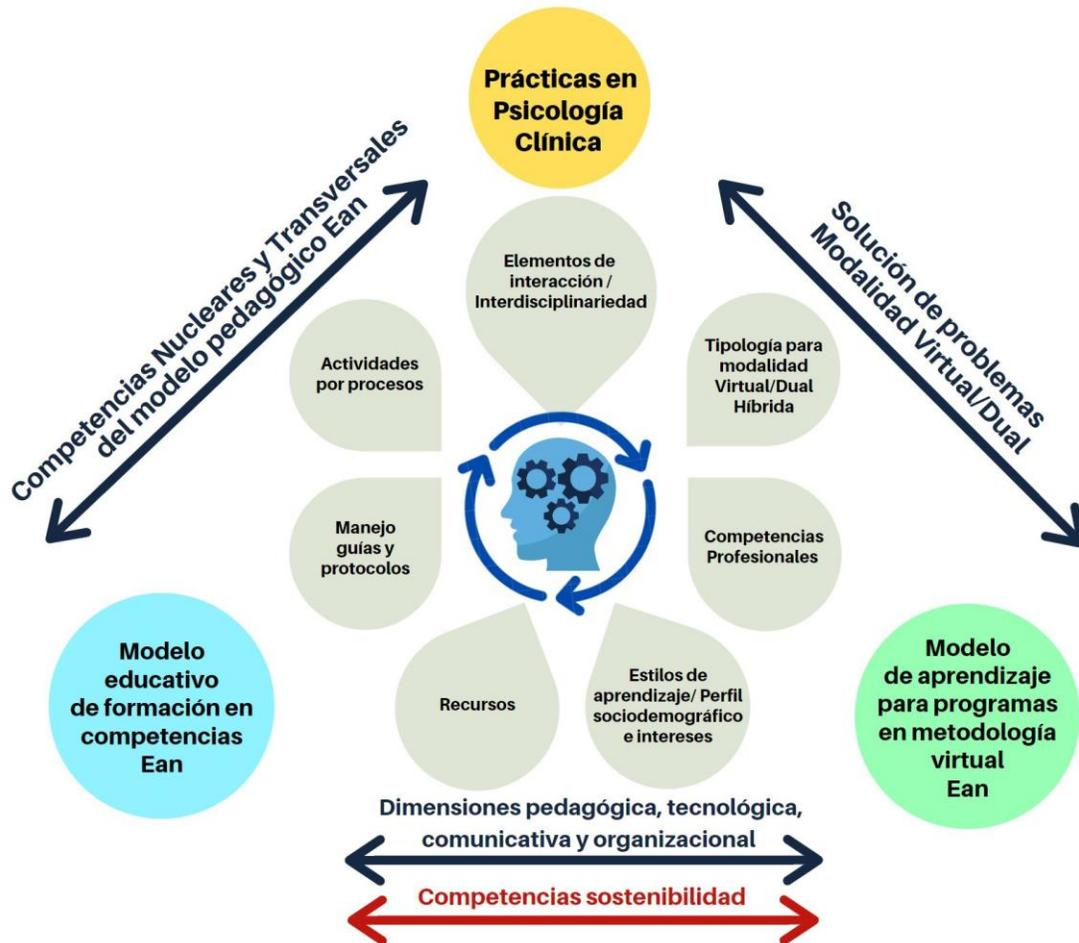 Prácticas en
Psicología
Clínica
Competencias Nucleares y Transversales
del modelo pedagógico Ean
Solución de problemas
Modalidad Virtual/Dual
Elementos de
interacción /
Interdisciplinariedad
Actividades
por procesos
Tipología para
modalidad
Virtual/Dual
Híbrida
Manejo
guías y
protocolos
Competencias
Profesionales
Recursos
Estilos de
aprendizaje/ Perfil
sociodemográfico
e intereses
Modelo
educativo
de formación en
competencias
Ean
Modelo
de aprendizaje
para programas
en metodología
virtual
Ean
Dimensiones pedagógica, tecnológica,
comunicativa y organizacional
Competencias sostenibilidad